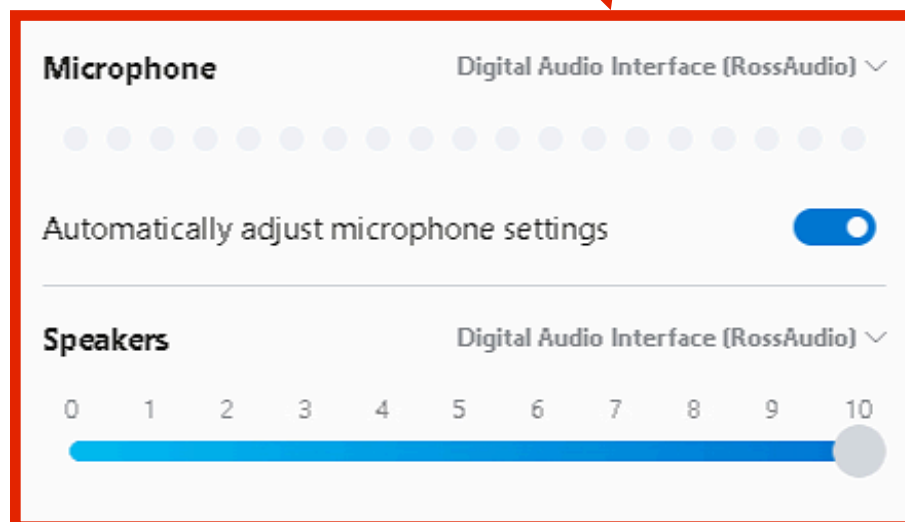 Microphone Digital Audio Interface (RossAudio)
Automatically adjust microphone settings
Speakers Digital Audio Interface (RossAudio)
0 1 2 3 4 5 6 7 8 9 10